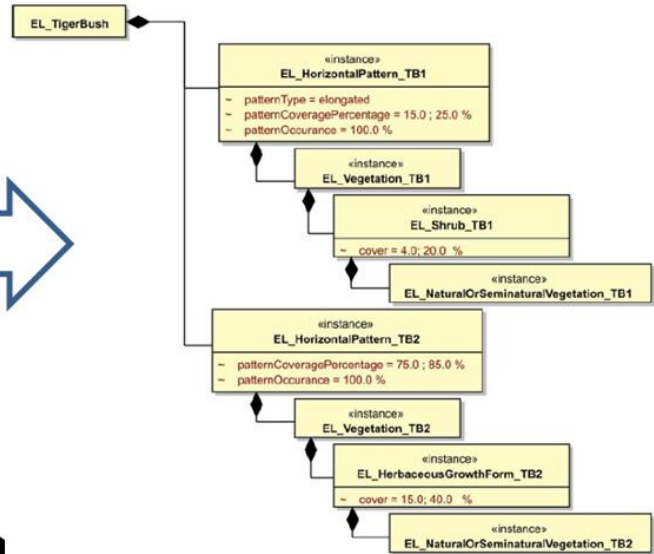 EL_TigerBush
«instance»
EL_HorizontalPattern_TB1
~ patternType = elongated
~ patternCoveragePercentage = 15.0 ; 25.0 %
~ patternOccurance = 100.0 %
«instance»
EL_Vegetation_TB1
«instance»
EL_Shrub_TB1
~ cover = 4.0; 20.0 %
«instance»
EL_NaturalOrSeminaturalVegetation_TB1
«instance»
EL_HorizontalPattern_TB2
~ patternCoveragePercentage = 75.0 ; 85.0 %
~ patternOccurance = 100.0 %
«instance»
EL_Vegetation_TB2
«instance»
EL_HerbaceousGrowthForm_TB2
~ cover = 15.0; 40.0 %
«instance»
EL_NaturalOrSeminaturalVegetation_TB2